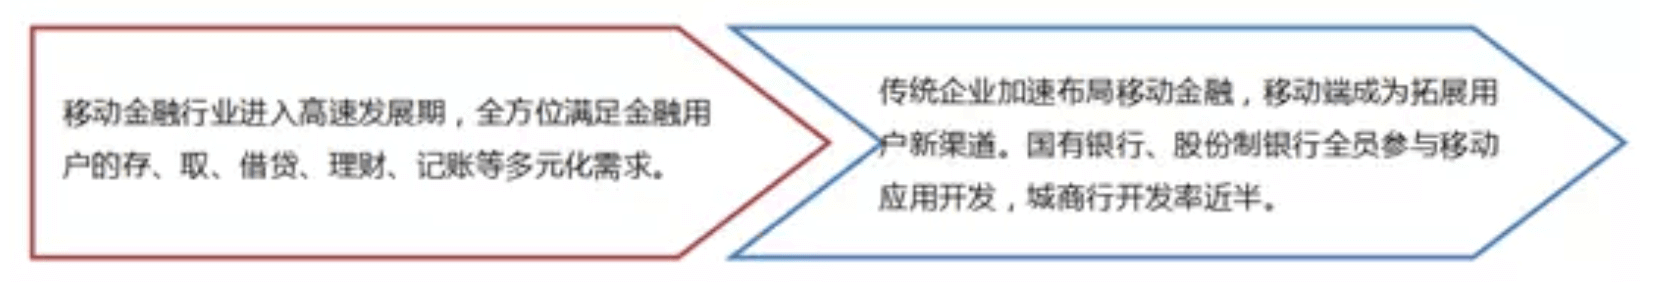 移动金融行业进入高速发展期，全方位满足金融用
户的存、取、借贷、理财、记账等多元化需求。
传统企业加速布局移动金融，移动端成为拓展用
户新渠道。国有银行、股份制银行全员参与移动
应用开发，城商行开发率近半。